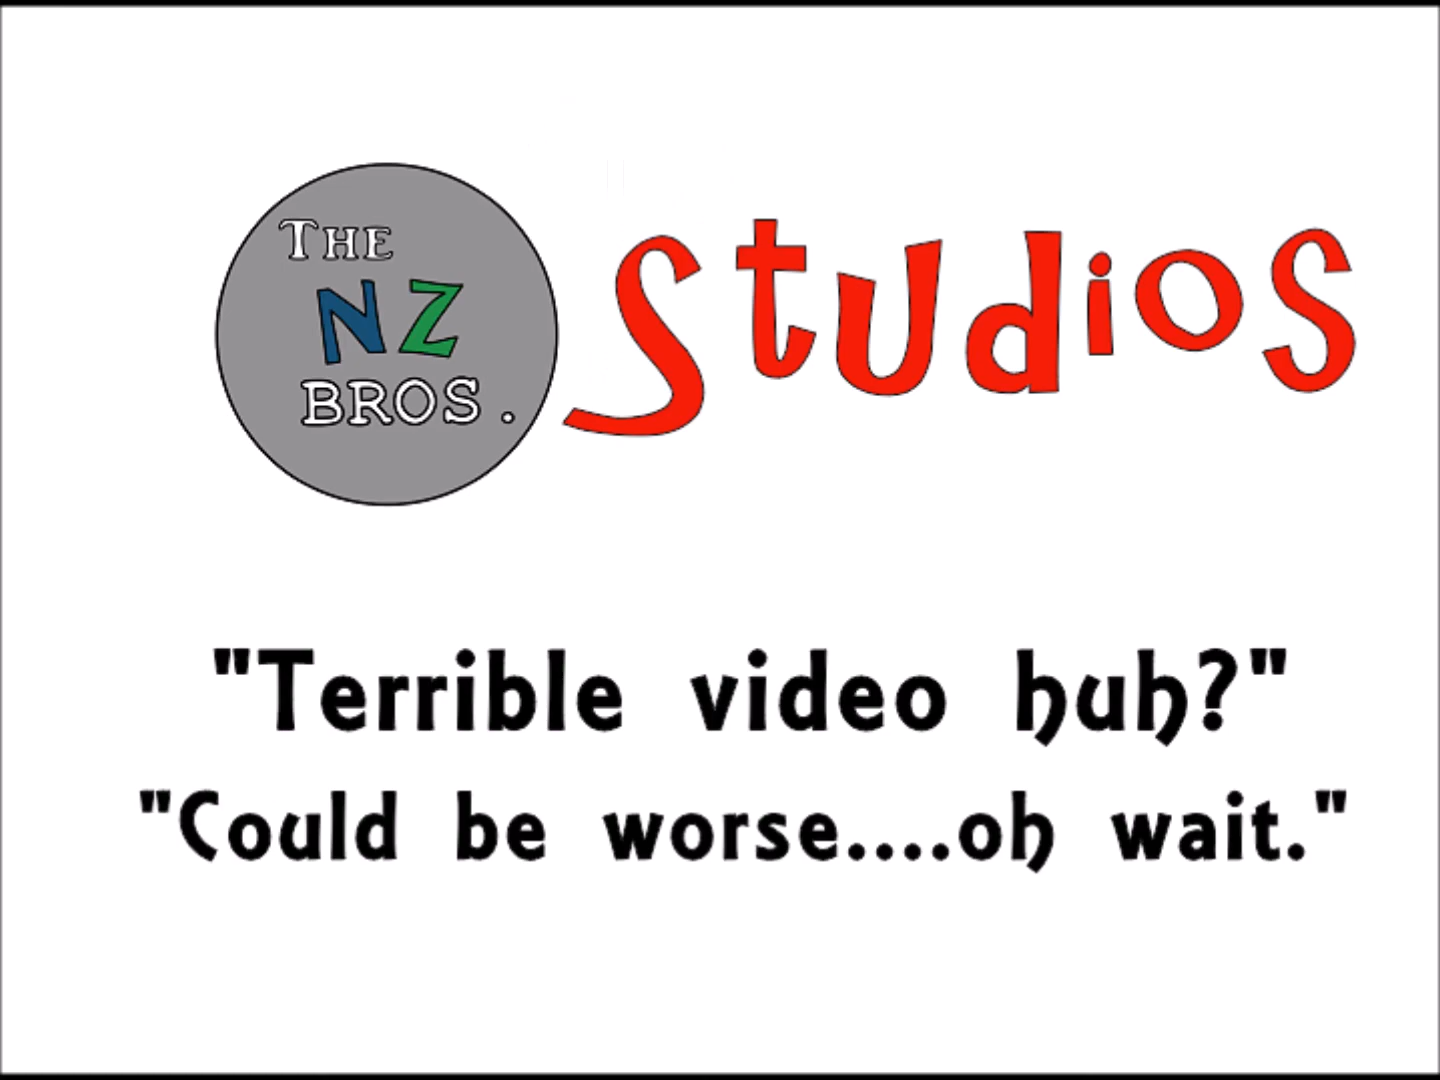 THE
NZ
BROS.
Studios
"Terrible video huh?"
"Could be worse....oh wait."